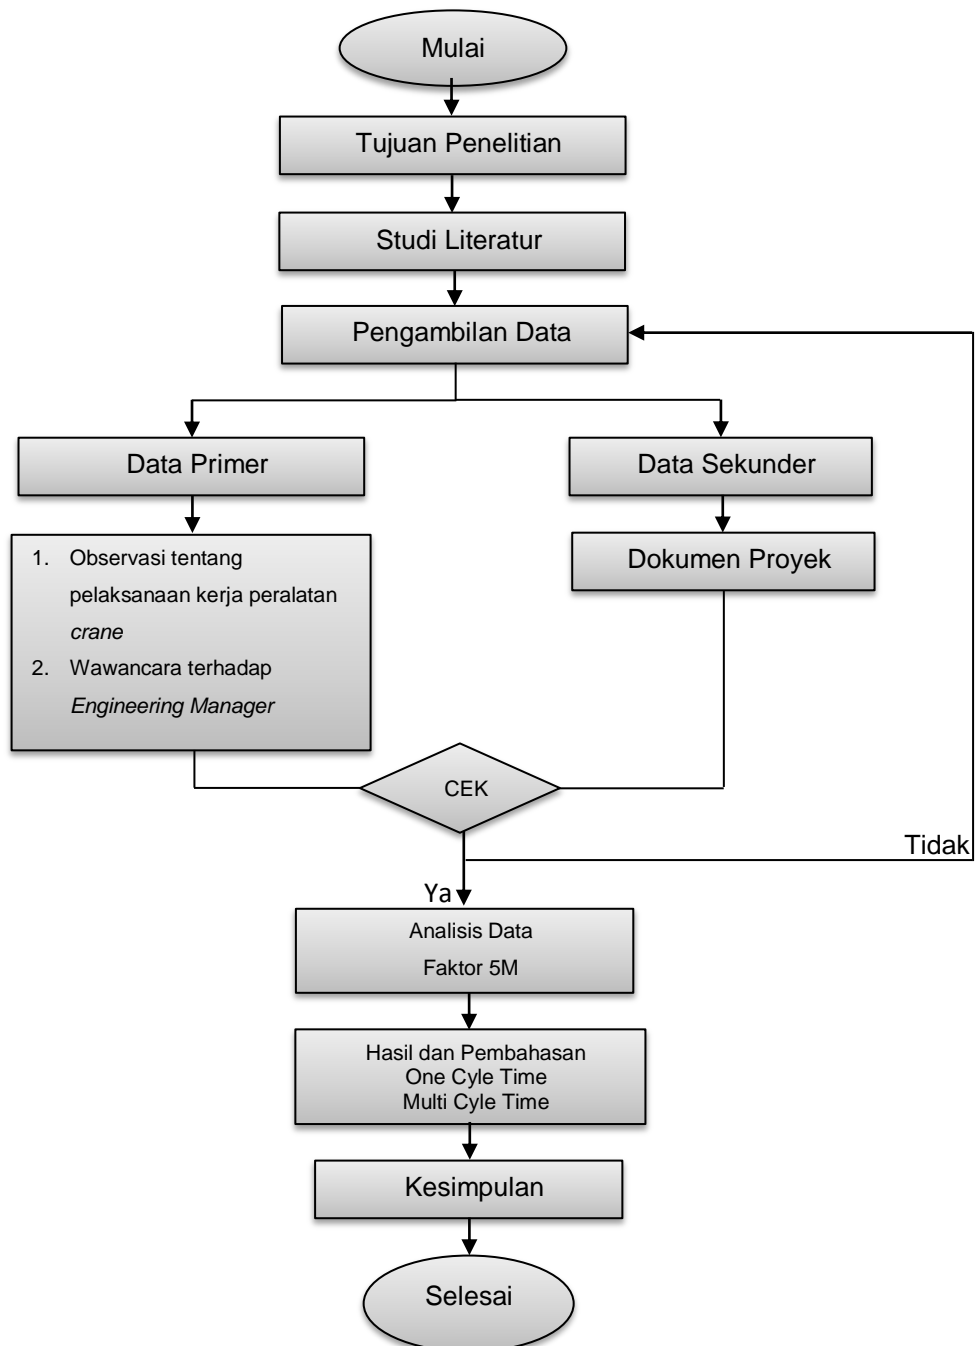 Mulai
Tujuan Penelitian
Studi Literatur
Pengambilan Data
Data Primer
Data Sekunder
1. Observasi tentang
pelaksanaan kerja peralatan
crane
2. Wawancara terhadap
Engineering Manager
Dokumen Proyek
CEK
Tidak
Ya
Analisis Data
Faktor 5M
Hasil dan Pembahasan
One Cyle Time
Multi Cyle Time
Kesimpulan
Selesai